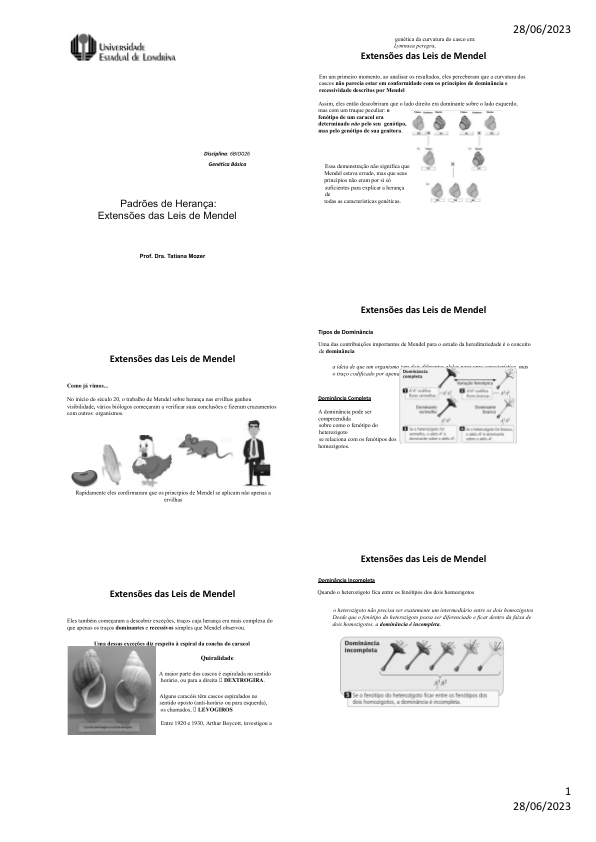 28/06/2023
Universidade
Estadual de Londrina
Disciplina: 6BIO026
Genética Básica
Padrões de Herança:
Extensões das Leis de Mendel
Prof. Dra. Tatiana Mozer
Extensões das Leis de Mendel
Como já vimos...
No início do século 20, o trabalho de Mendel sobre herança nas ervilhas ganhou
visibilidade, vários biólogos começaram a verificar suas conclusões e fizeram cruzamentos
com outros organismos.
Rapidamente eles confirmaram que os princípios de Mendel se aplicam não apenas a
ervilhas
Extensões das Leis de Mendel
Eles também começaram a descobrir exceções, traços cuja herança era mais complexa do
que apenas os traços dominantes e recessivos simples que Mendel observou.
Uma dessas exceções diz respeito à espiral da concha do caracol
Quiralidade
A maior parte dos cascos é espiralada no sentido
horário, ou para a direita  DEXTROGIRA.
Alguns caracóis têm cascos espiralados no
sentido oposto (anti-horário ou para esquerda),
os chamados,  LEVOGIROS
Entre 1920 e 1930, Arthur Boycott, investigou a
genética da curvatura do casco em:
Lymnaea peregra,
Extensões das Leis de Mendel
Em um primeiro momento, ao analisar os resultados, eles perceberam que a curvatura dos
cascos não parecia estar em conformidade com os princípios de dominância e
recessividade descritos por Mendel
Assim, eles então descobriram que o lado direito em dominante sobre o lado esquerdo,
mas com um truque peculiar: o
fenótipo de um caracol era
determinado não pelo seu genótipo,
mas pelo genótipo de sua genitora.
Essa demonstração não significa que
Mendel estava errado, mas que seus
princípios não eram por si só
suficientes para explicar a herança
de
todas as características genéticas.
Extensões das Leis de Mendel
Tipos de Dominância
Uma das contribuições importantes de Mendel para o estudo da hereditariedade é o conceito
de dominância
o traço codificado por apenas
Dominância Completa
A dominância pode ser
compreendida
sobre como o fenótipo do
heterozigoto
se relaciona com os fenótipos dos
homozigotos.
Dominância
completa
Variação fenotípica
Extensões das Leis de Mendel
Dominância Incompleta
Quando o heterozigoto fica entre os fenótipos dos dois homozigotos
o heterozigoto não precisa ser exatamente um intermediário entre os dois homozigotos
Desde que o fenótipo do heterozigoto possa ser diferenciado e ficar dentro da faixa de
dois homozigotos, a dominância é incompleta.
Dominância
incompleta
A¹A²
5 Se o fenótipo do heterozigoto ficar entre os fenótipos dos
dois homozigotos, a dominância é incompleta.
1
28/06/2023